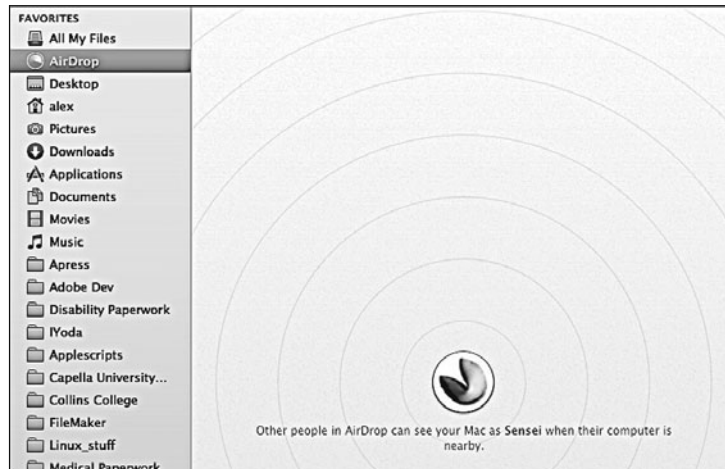 FAVORITES
All My Files
AirDrop
Desktop
alex
Pictures
Downloads
Applications
Documents
Movies
Music
Apress
Adobe Dev
Disability Paperwork
IYoda
Applescripts
Capella University...
Collins College
FileMaker
Linux_stuff
Medical Paperwork
Other people in AirDrop can see your Mac as Sensei when their computer is
nearby.